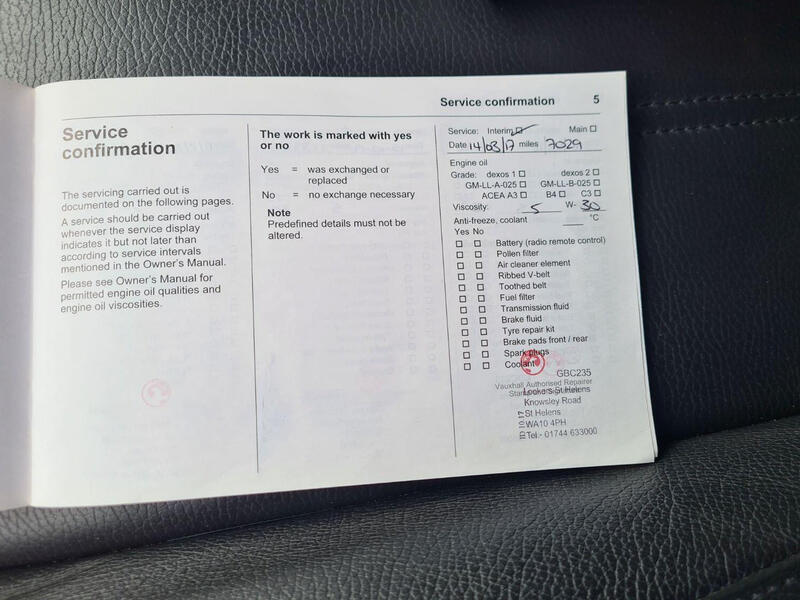 Service confirmation 5
Service
confirmation
The servicing carried out is
documented on the following pages.
A service should be carried out
whenever the service display
indicates it but not later than
according to service intervals
mentioned in the Owner's Manual.
Please see Owner's Manual for
permitted engine oil qualities and
engine oil viscosities.
The work is marked with yes
or no
Yes = was exchanged or
replaced
No = no exchange necessary
Note
Predefined details must not be
altered.
Service: Interim Main
Date 14/03/17 miles 7029
Engine oil
Grade: dexos 1 dexos 2
GM-LL-A-025 GM-LL-B-025
ACEA A3 B4 C3
Viscosity: 5 W- 30
Anti-freeze, coolant °C
Yes No
Battery (radio remote control)
Pollen filter
Air cleaner element
Ribbed V-belt
Toothed belt
Fuel filter
Transmission fluid
Brake fluid
Tyre repair kit
Brake pads front / rear
Spark plugs
Coolant
GBC235
Vauxhall Authorised Repairer
Lookers St Helens
Knowsley Road
St Helens
WA10 4PH
Tel:- 01744 633000